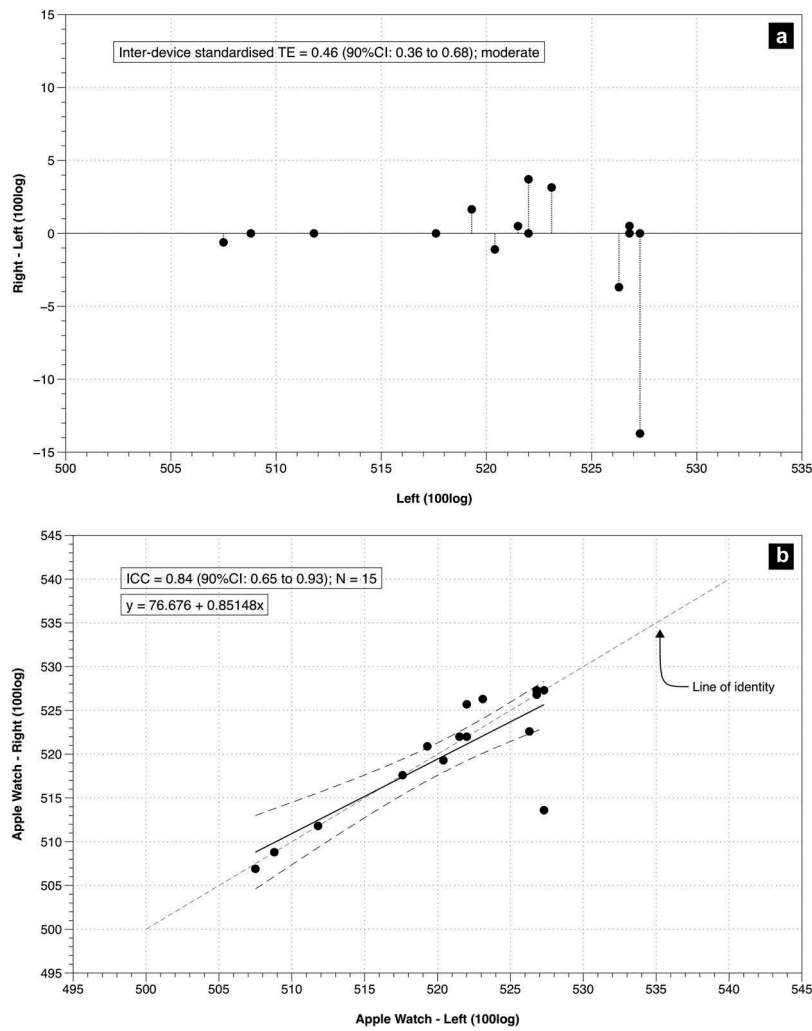 a
Inter-device standardised TE = 0.46 (90%CI: 0.36 to 0.68); moderate
15
10
5
0
−5
−10
−15
Right - Left (100log)
500 505 510 515 520 525 530 535
Left (100log)
b
ICC = 0.84 (90%CI: 0.65 to 0.93); N = 15
y = 76.676 + 0.85148x
Line of identity
545
540
535
530
525
520
515
510
505
500
495
Apple Watch - Right (100log)
495 500 505 510 515 520 525 530 535 540 545
Apple Watch - Left (100log)